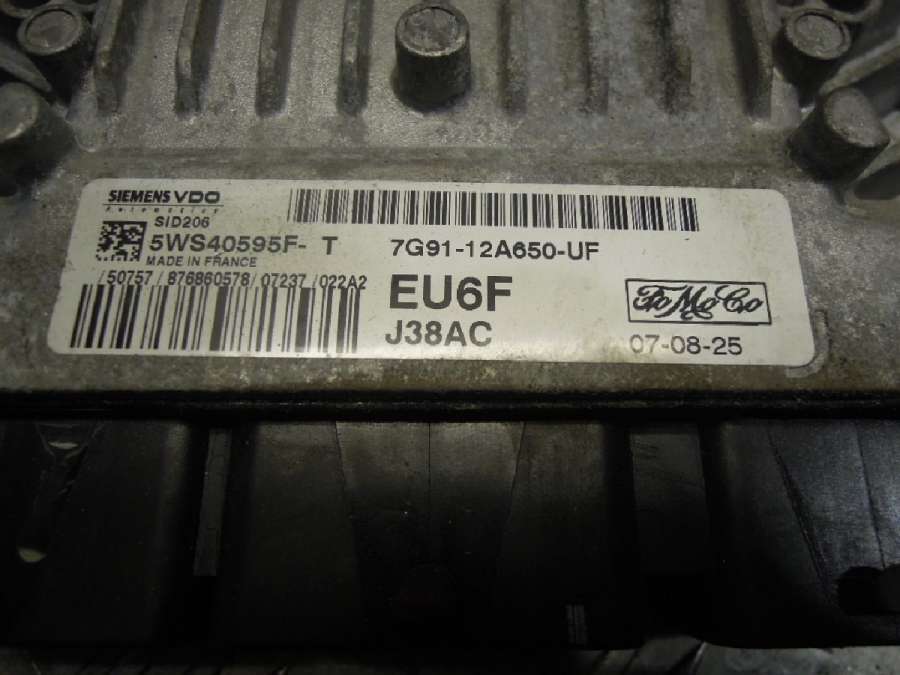 SIEMENS VDO
Automotive
SID206
5WS40595F- T
MADE IN FRANCE
/50757/876860578/07237/022A2
7G91-12A650-UF
EU6F
J38AC
FoMoCo
07-08-25